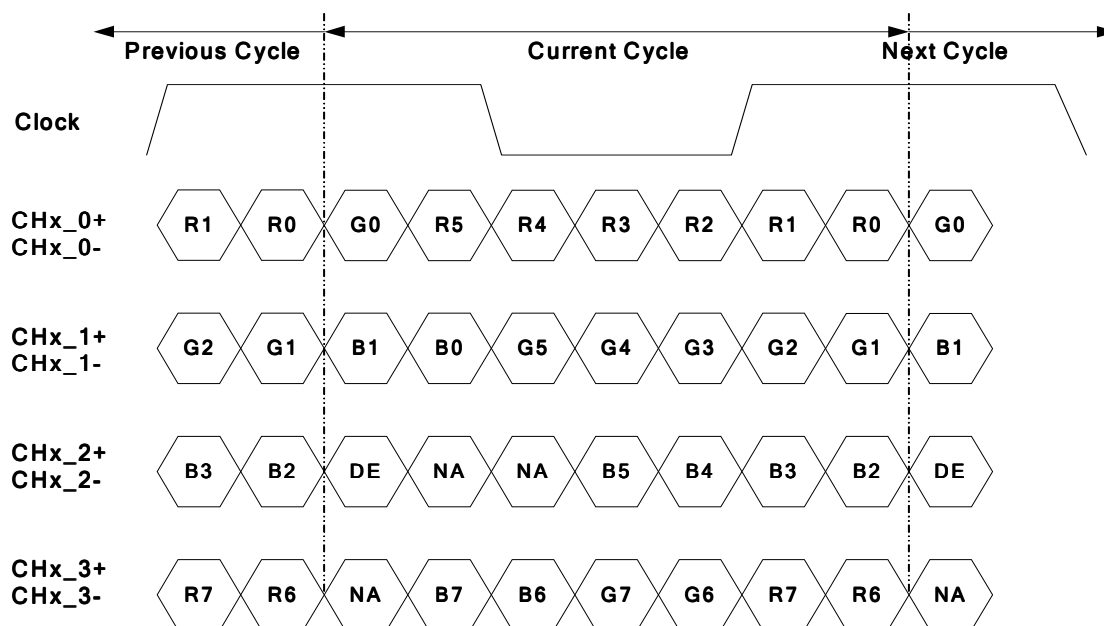 Previous Cycle Current Cycle Next Cycle
Clock
CHx_0+
CHx_0-
R1 R0 G0 R5 R4 R3 R2 R1 R0 G0
CHx_1+
CHx_1-
G2 G1 B1 B0 G5 G4 G3 G2 G1 B1
CHx_2+
CHx_2-
B3 B2 DE NA NA B5 B4 B3 B2 DE
CHx_3+
CHx_3-
R7 R6 NA B7 B6 G7 G6 R7 R6 NA